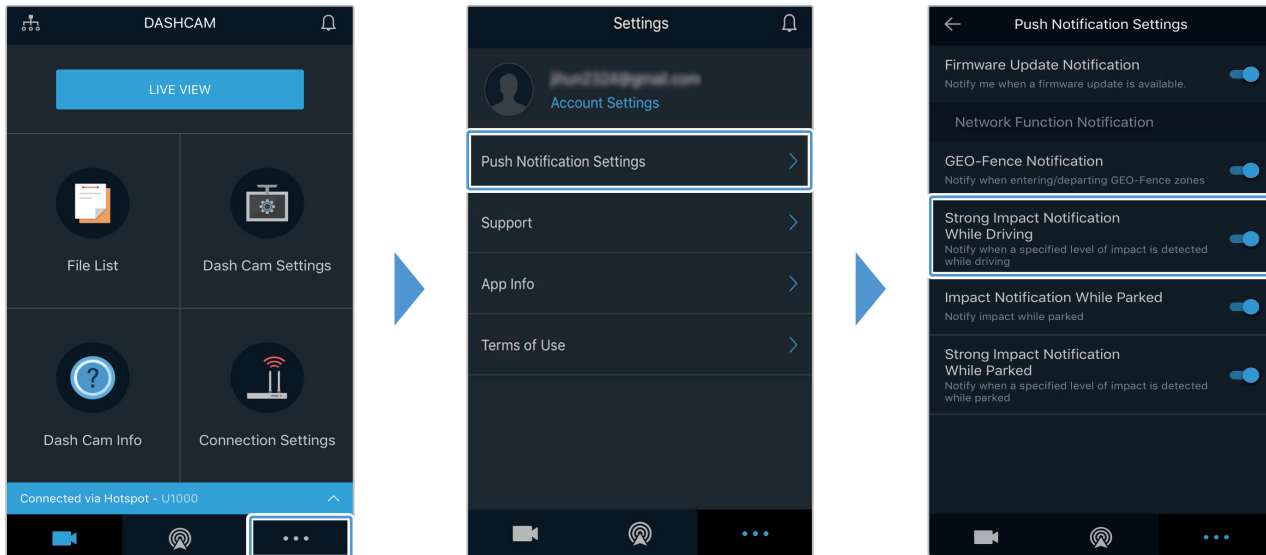 DASHCAM
LIVE VIEW
File List
Dash Cam Settings
Dash Cam Info
Connection Settings
Connected via Hotspot - U1000
Settings
Account Settings
Push Notification Settings
Support
App Info
Terms of Use
Push Notification Settings
Firmware Update Notification
Notify me when a firmware update is available.
Network Function Notification
GEO-Fence Notification
Notify when entering/departing GEO-Fence zones
Strong Impact Notification
While Driving
Notify when a specified level of impact is detected
while driving
Impact Notification While Parked
Notify impact while parked
Strong Impact Notification
While Parked
Notify when a specified level of impact is detected
while parked